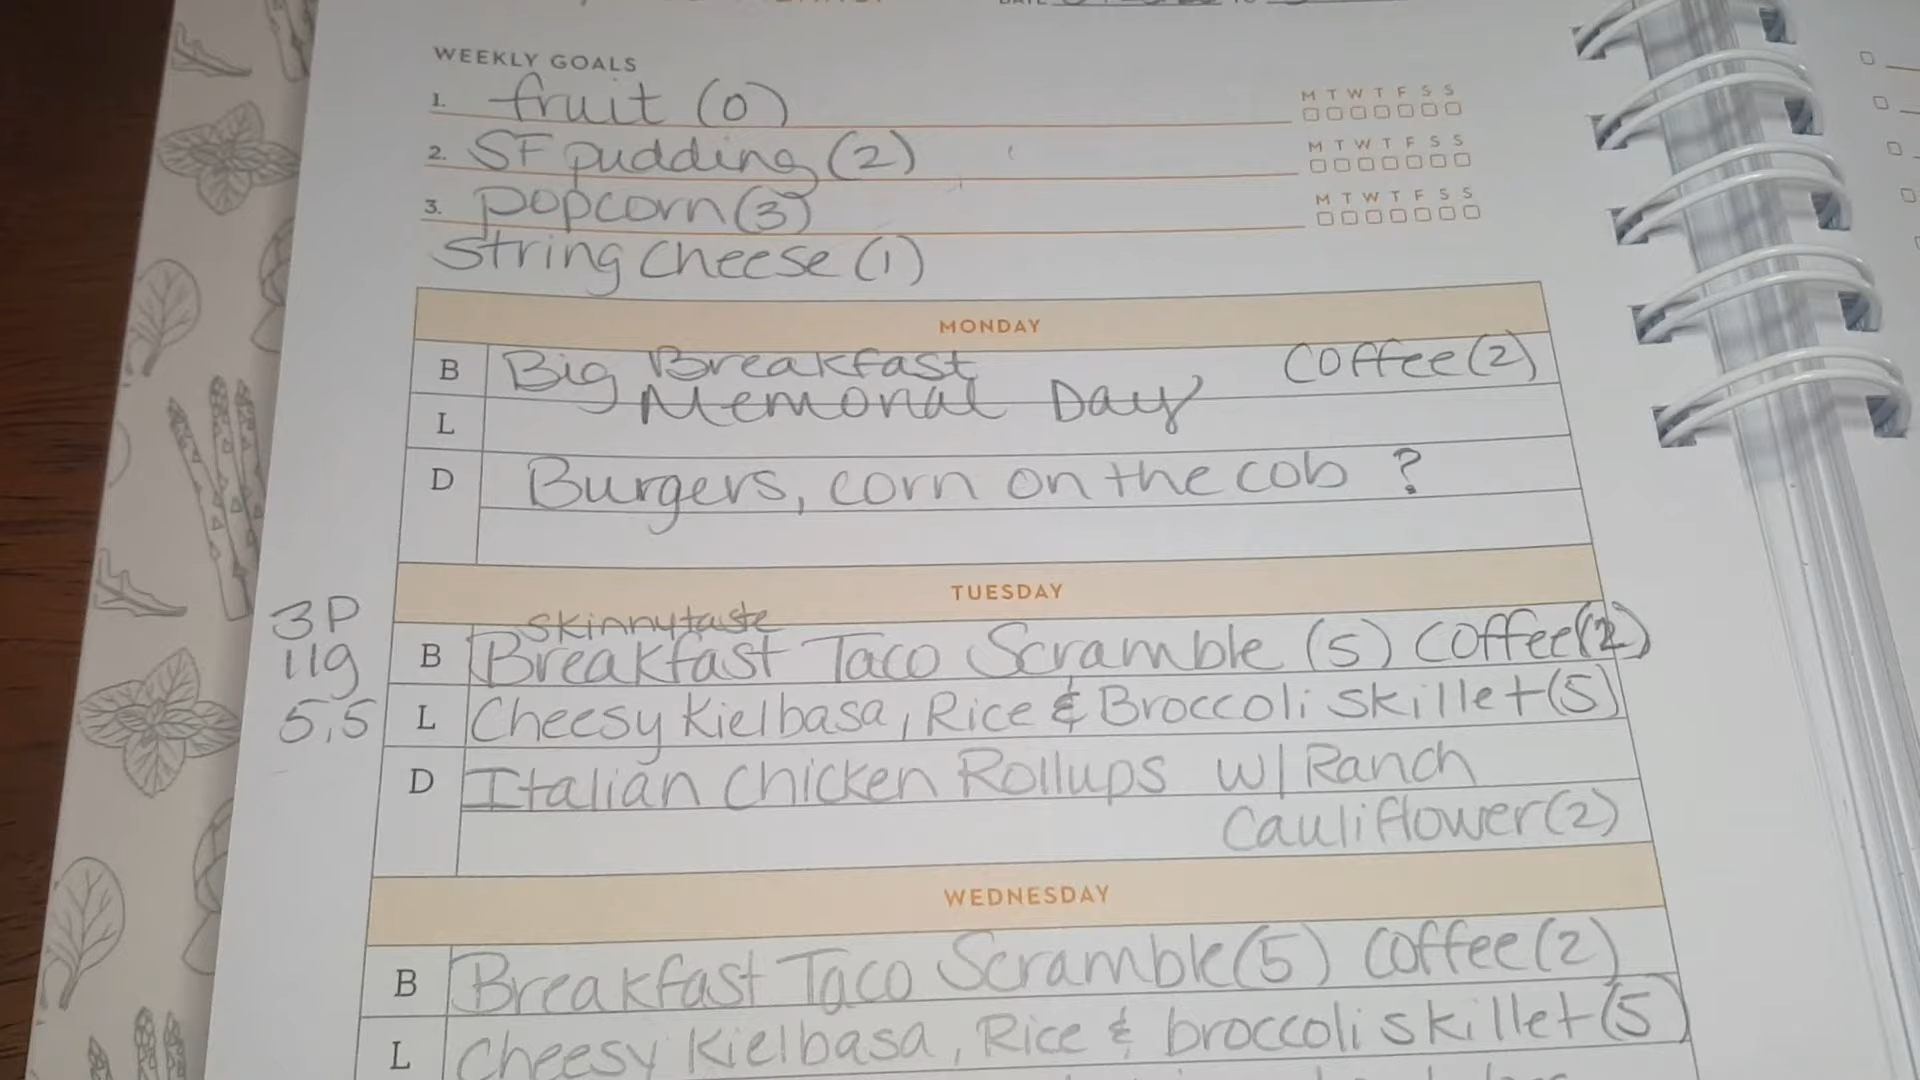 WEEKLY GOALS
1. fruit (0)
M T W T F S S
2. SF pudding (2)
M T W T F S S
3. popcorn (3)
M T W T F S S
String Cheese (1)
MONDAY
B Big Breakfast Coffee (2)
Memorial Day
L
D Burgers, corn on the cob ?
TUESDAY
skinnytaste
3P
11g
5,5
B Breakfast Taco Scramble (5) Coffee (2)
L Cheesy Kielbasa, Rice & Broccoli skillet (5)
D Italian Chicken Rollups w/ Ranch
Cauliflower (2)
WEDNESDAY
B Breakfast Taco Scramble (5) Coffee (2)
L Cheesy Kielbasa, Rice & broccoli skillet (5)